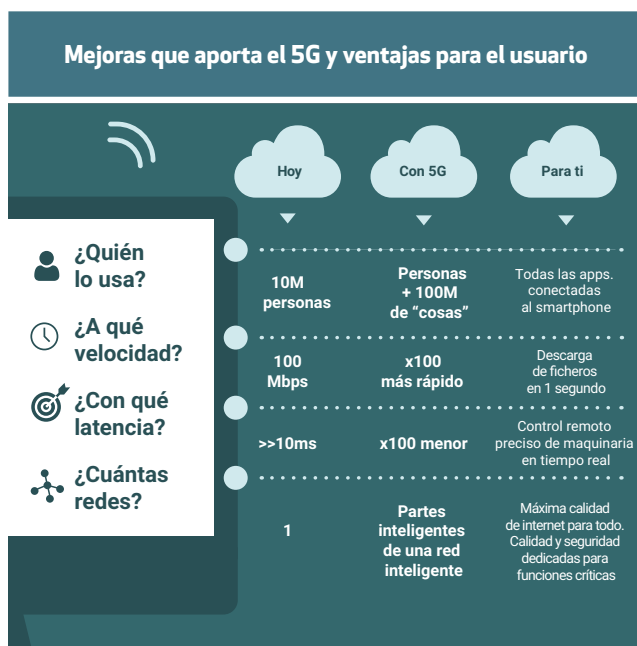 Mejoras que aporta el 5G y ventajas para el usuario
Hoy
Con 5G
Para ti
¿Quién
lo usa?
10M
personas
Personas
+ 100M
de “cosas”
Todas las apps.
conectadas
al smartphone
¿A qué
velocidad?
100
Mbps
x100
más rápido
Descarga
de ficheros
en 1 segundo
¿Con qué
latencia?
>>10ms
x100 menor
Control remoto
preciso de maquinaria
en tiempo real
¿Cuántas
redes?
1
Partes
inteligentes
de una red
inteligente
Máxima calidad
de internet para todo.
Calidad y seguridad
dedicadas para
funciones críticas